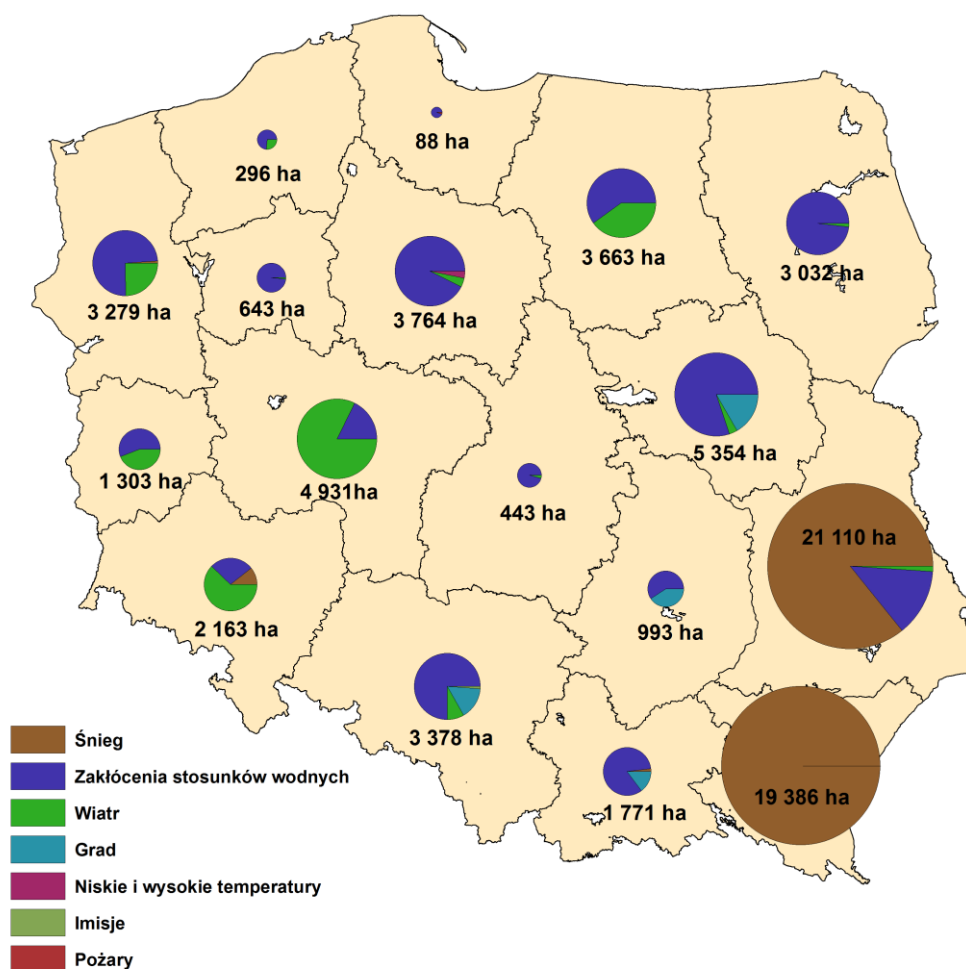 88 ha
296 ha
3 663 ha
3 032 ha
3 279 ha
643 ha
3 764 ha
5 354 ha
1 303 ha
4 931ha
443 ha
21 110 ha
2 163 ha
993 ha
3 378 ha
1 771 ha
19 386 ha
Śnieg
Zakłócenia stosunków wodnych
Wiatr
Grad
Niskie i wysokie temperatury
Imisje
Pożary